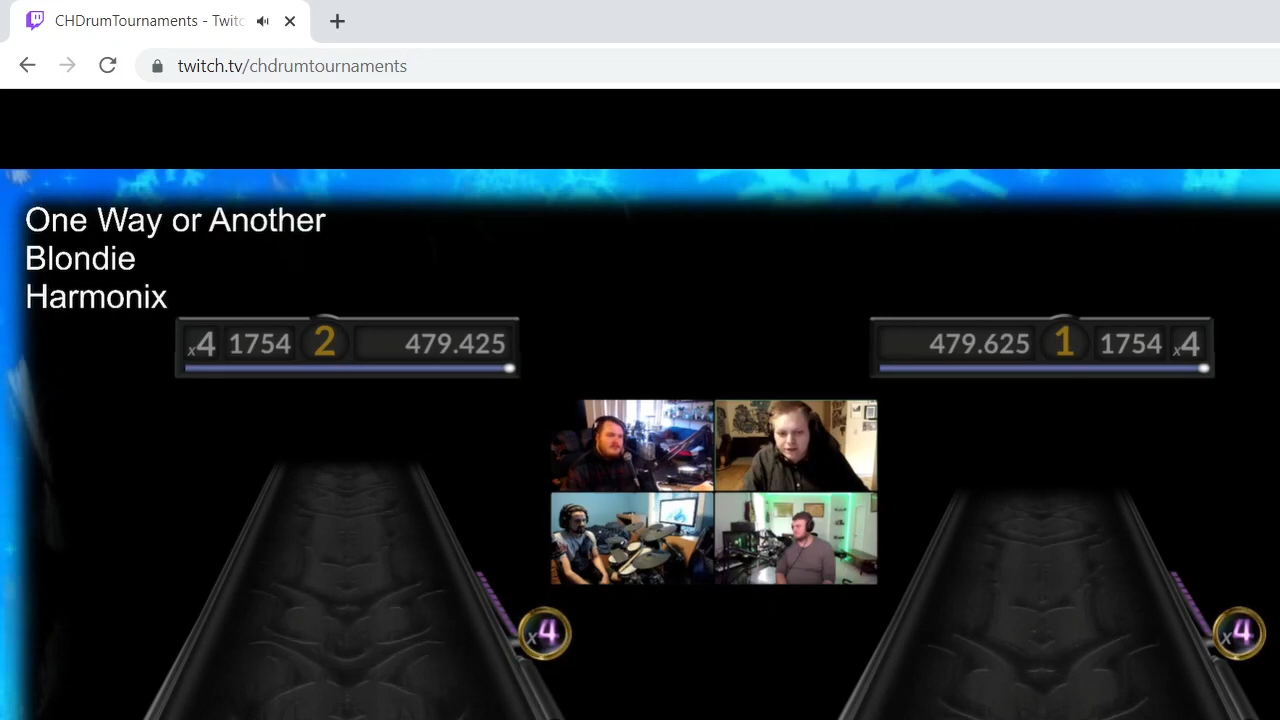 CHDrumTournaments - Twitc
twitch.tv/chdrumtournaments
One Way or Another
Blondie
Harmonix
x4 1754 2 479.425
479.625 1 1754 x4
x4
x4